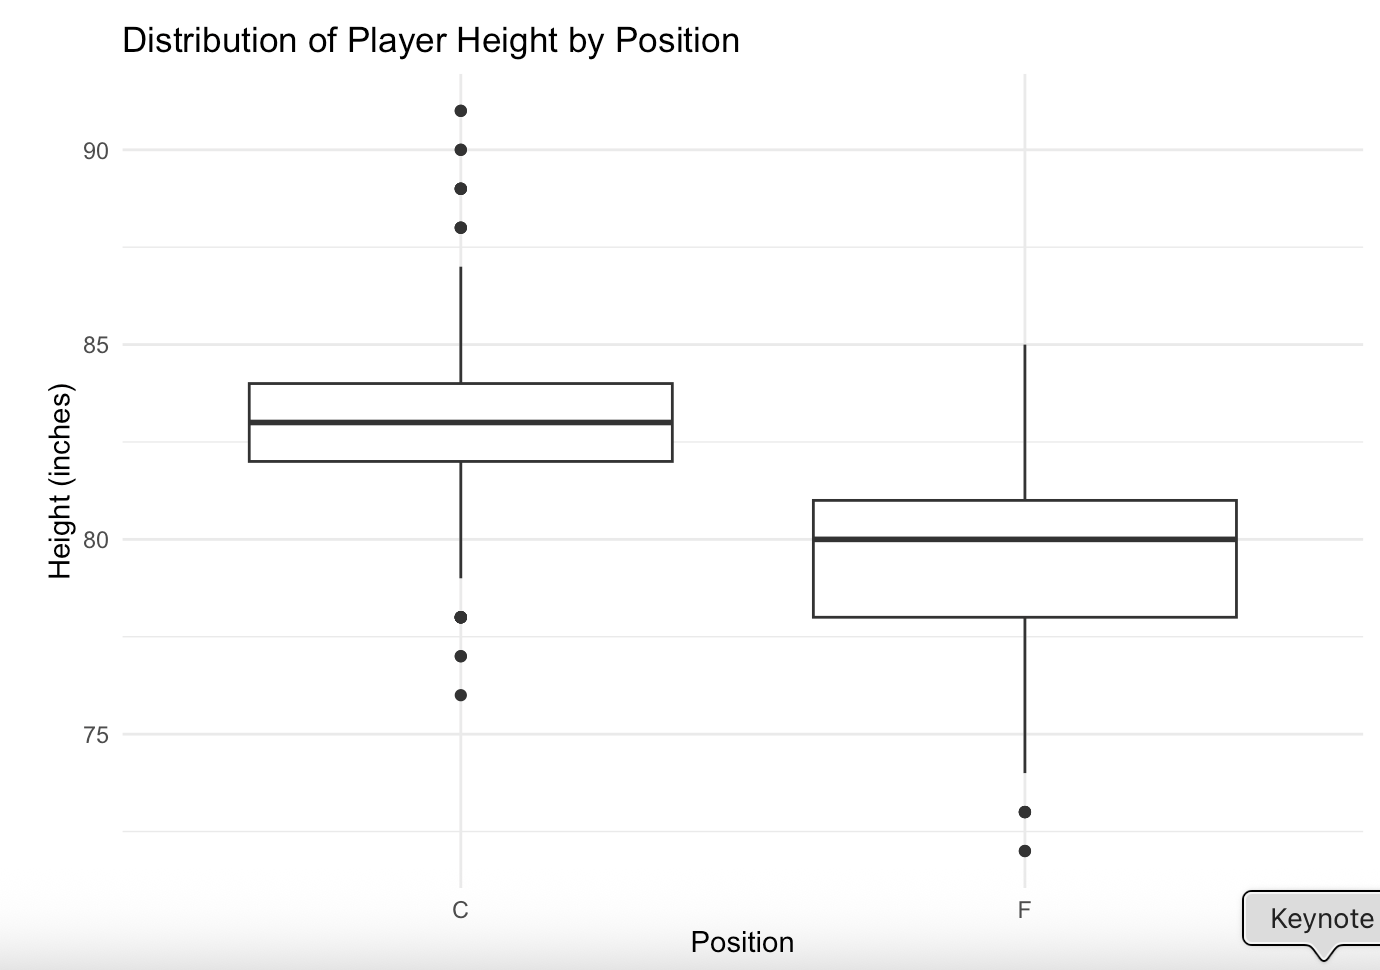 Distribution of Player Height by Position
90
85
80
75
Height (inches)
C
F
Position
Keynote